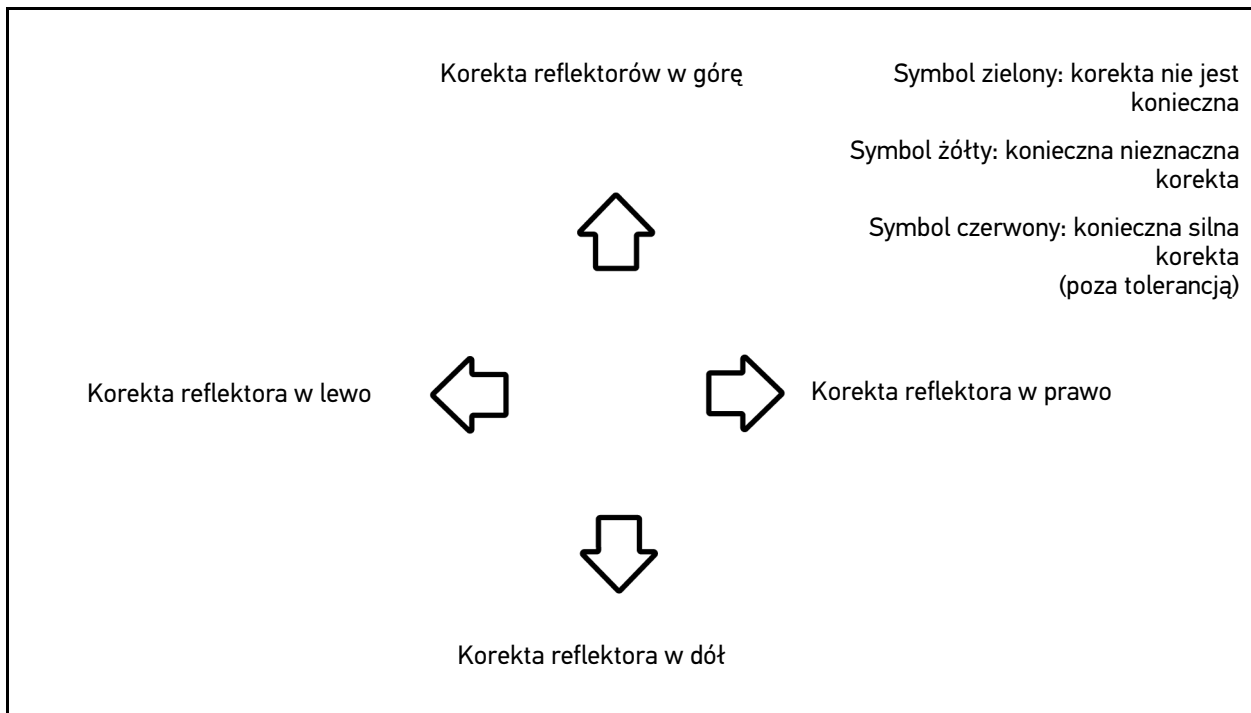 Korekta reflektorów w górę
Symbol zielony: korekta nie jest
konieczna
Symbol żółty: konieczna nieznaczna
korekta
Symbol czerwony: konieczna silna
korekta
(poza tolerancją)
Korekta reflektora w lewo
Korekta reflektora w prawo
Korekta reflektora w dół